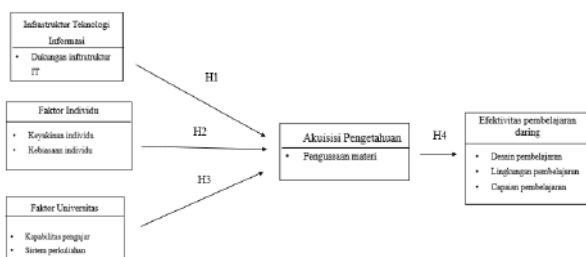 Infrastruktur Teknologi
Informasi
• Dukungan inftratruktur
IT
H1
Faktor Individu
• Keyakinan individu
• Kebiasaan individu
H2
Akuisisi Pengetahuan
• Penguasaan materi
H4
Efektivitas pembelajaran
daring
• Desain pembelajaran
• Lingkungan pembelajaran
• Capaian pembelajaran
H3
Faktor Universitas
• Kapabilitas pengajar
• Sistem perkuliahan